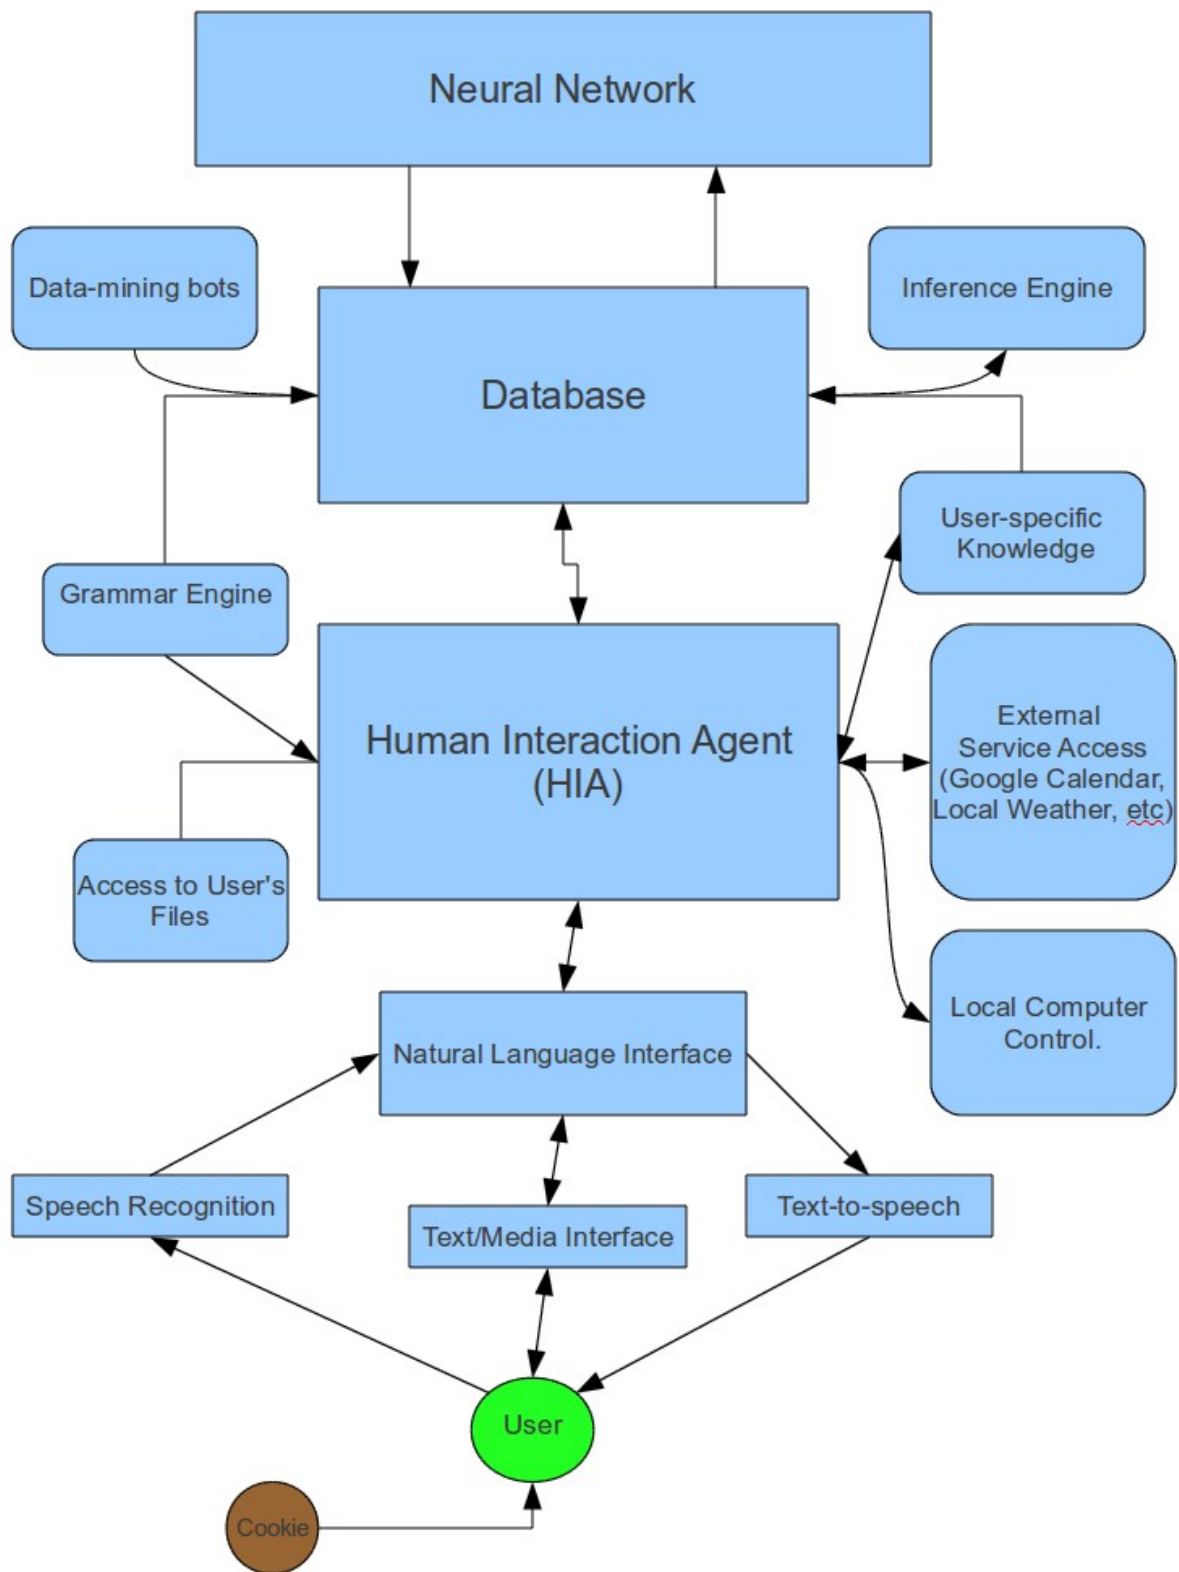 Neural Network
Data-mining bots
Inference Engine
Database
User-specific
Knowledge
Grammar Engine
Human Interaction Agent
(HIA)
External
Service Access
(Google Calendar,
Local Weather, etc)
Access to User's
Files
Local Computer
Control.
Natural Language Interface
Speech Recognition
Text/Media Interface
Text-to-speech
User
Cookie